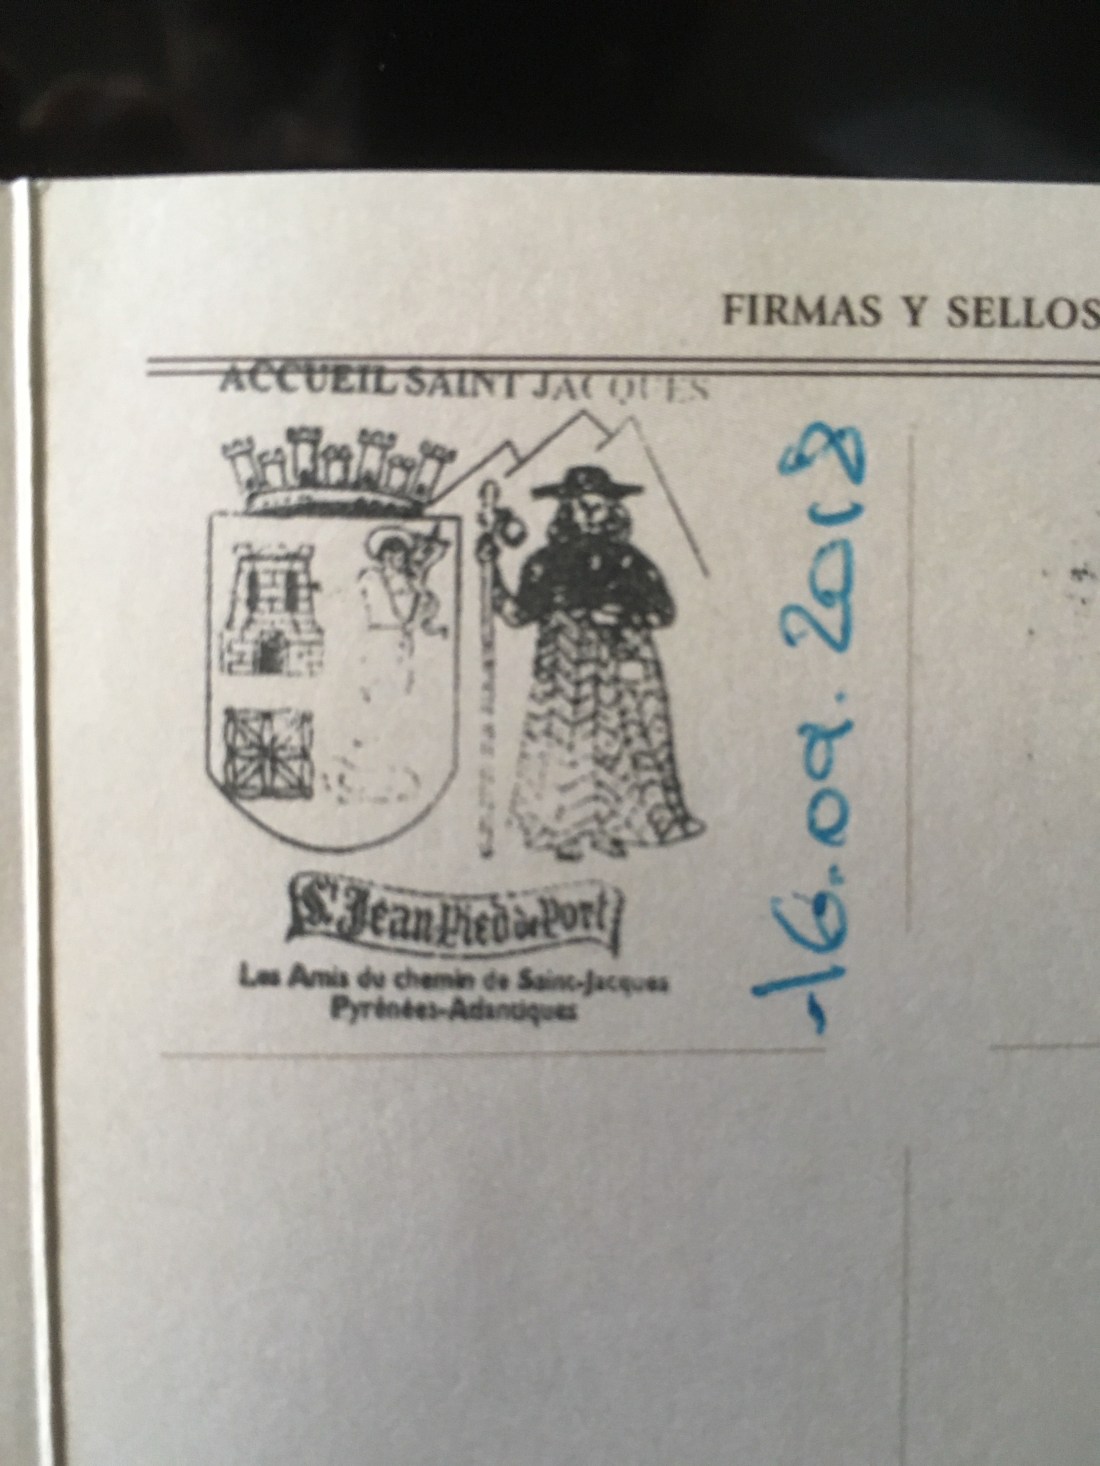 FIRMAS Y SELLOS
ACCUEIL SAINT JACQUES
St Jean Pied de Port
Les Amis du chemin de Saint-Jacques
Pyrénées-Atlantiques
16.09.2018